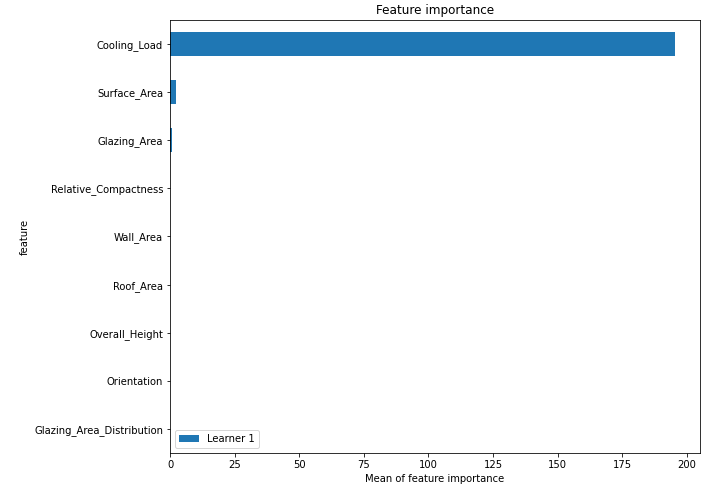 Feature importance
Cooling_Load
Surface_Area
Glazing_Area
Relative_Compactness
Wall_Area
Roof_Area
Overall_Height
Orientation
Glazing_Area_Distribution
feature
Learner 1
0 25 50 75 100 125 150 175 200
Mean of feature importance